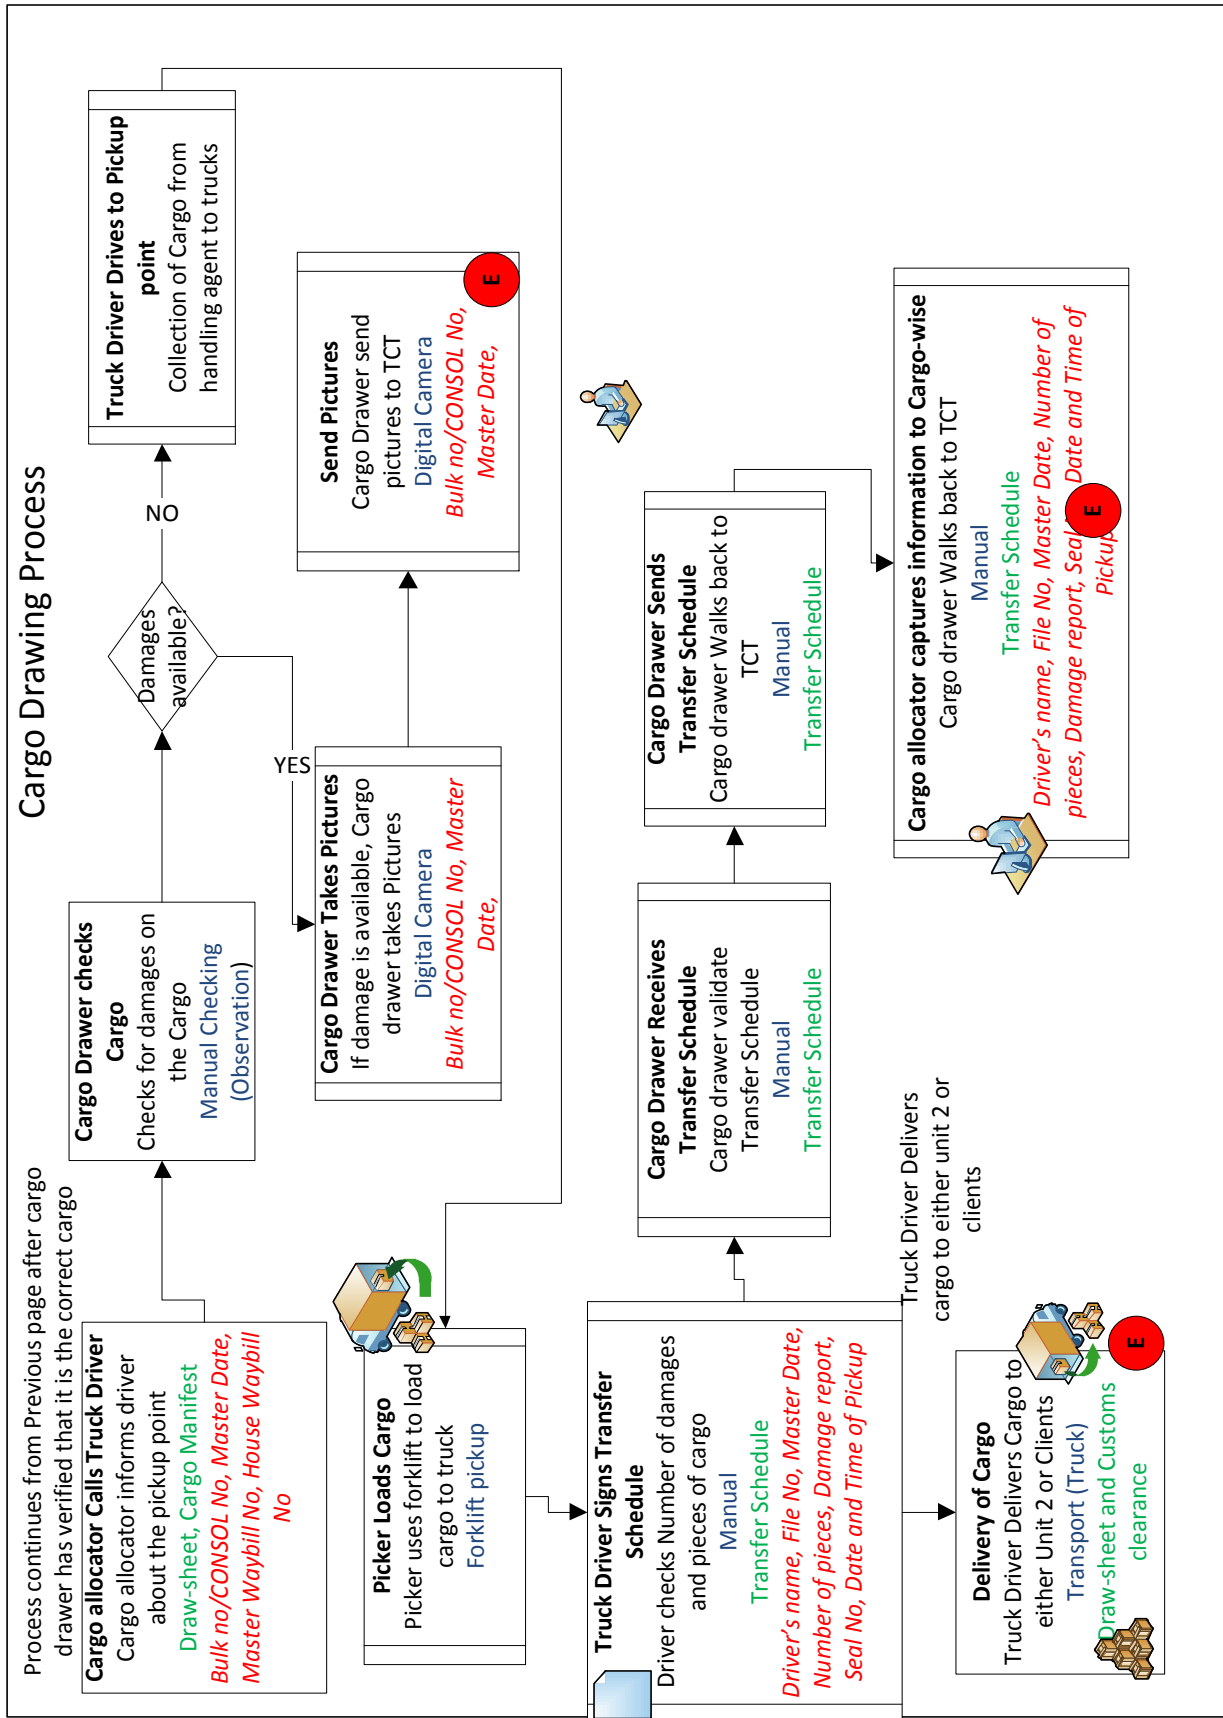 Cargo Drawing Process
Process continues from Previous page after cargo
drawer has verified that it is the correct cargo
Cargo allocator Calls Truck Driver
Cargo allocator informs driver
about the pickup point
Draw-sheet, Cargo Manifest
Bulk no/CONSOL No, Master Date,
Master Waybill No, House Waybill
No
Cargo Drawer checks
Cargo
Checks for damages on
the Cargo
Manual Checking
(Observation)
Damages
available?
NO
YES
Truck Driver Drives to Pickup
point
Collection of Cargo from
handling agent to trucks
Cargo Drawer Takes Pictures
If damage is available, Cargo
drawer takes Pictures
Digital Camera
Bulk no/CONSOL No, Master
Date,
Send Pictures
Cargo Drawer send
pictures to TCT
Digital Camera
Bulk no/CONSOL No,
Master Date,
E
Picker Loads Cargo
Picker uses forklift to load
cargo to truck
Forklift pickup
Truck Driver Signs Transfer
Schedule
Driver checks Number of damages
and pieces of cargo
Manual
Transfer Schedule
Driver's name, File No, Master Date,
Number of pieces, Damage report,
Seal No, Date and Time of Pickup
Cargo Drawer Receives
Transfer Schedule
Cargo drawer validate
Transfer Schedule
Manual
Transfer Schedule
Cargo Drawer Sends
Transfer Schedule
Cargo drawer Walks back to
TCT
Manual
Transfer Schedule
Cargo allocator captures information to Cargo-wise
Cargo drawer Walks back to TCT
Manual
Transfer Schedule
Driver's name, File No, Master Date, Number of
pieces, Damage report, Seal Date and Time of
Pickup
E
Truck Driver Delivers
cargo to either unit 2 or
clients
Delivery of Cargo
Truck Driver Delivers Cargo to
either Unit 2 or Clients
Transport (Truck)
Draw-sheet and Customs
clearance
E